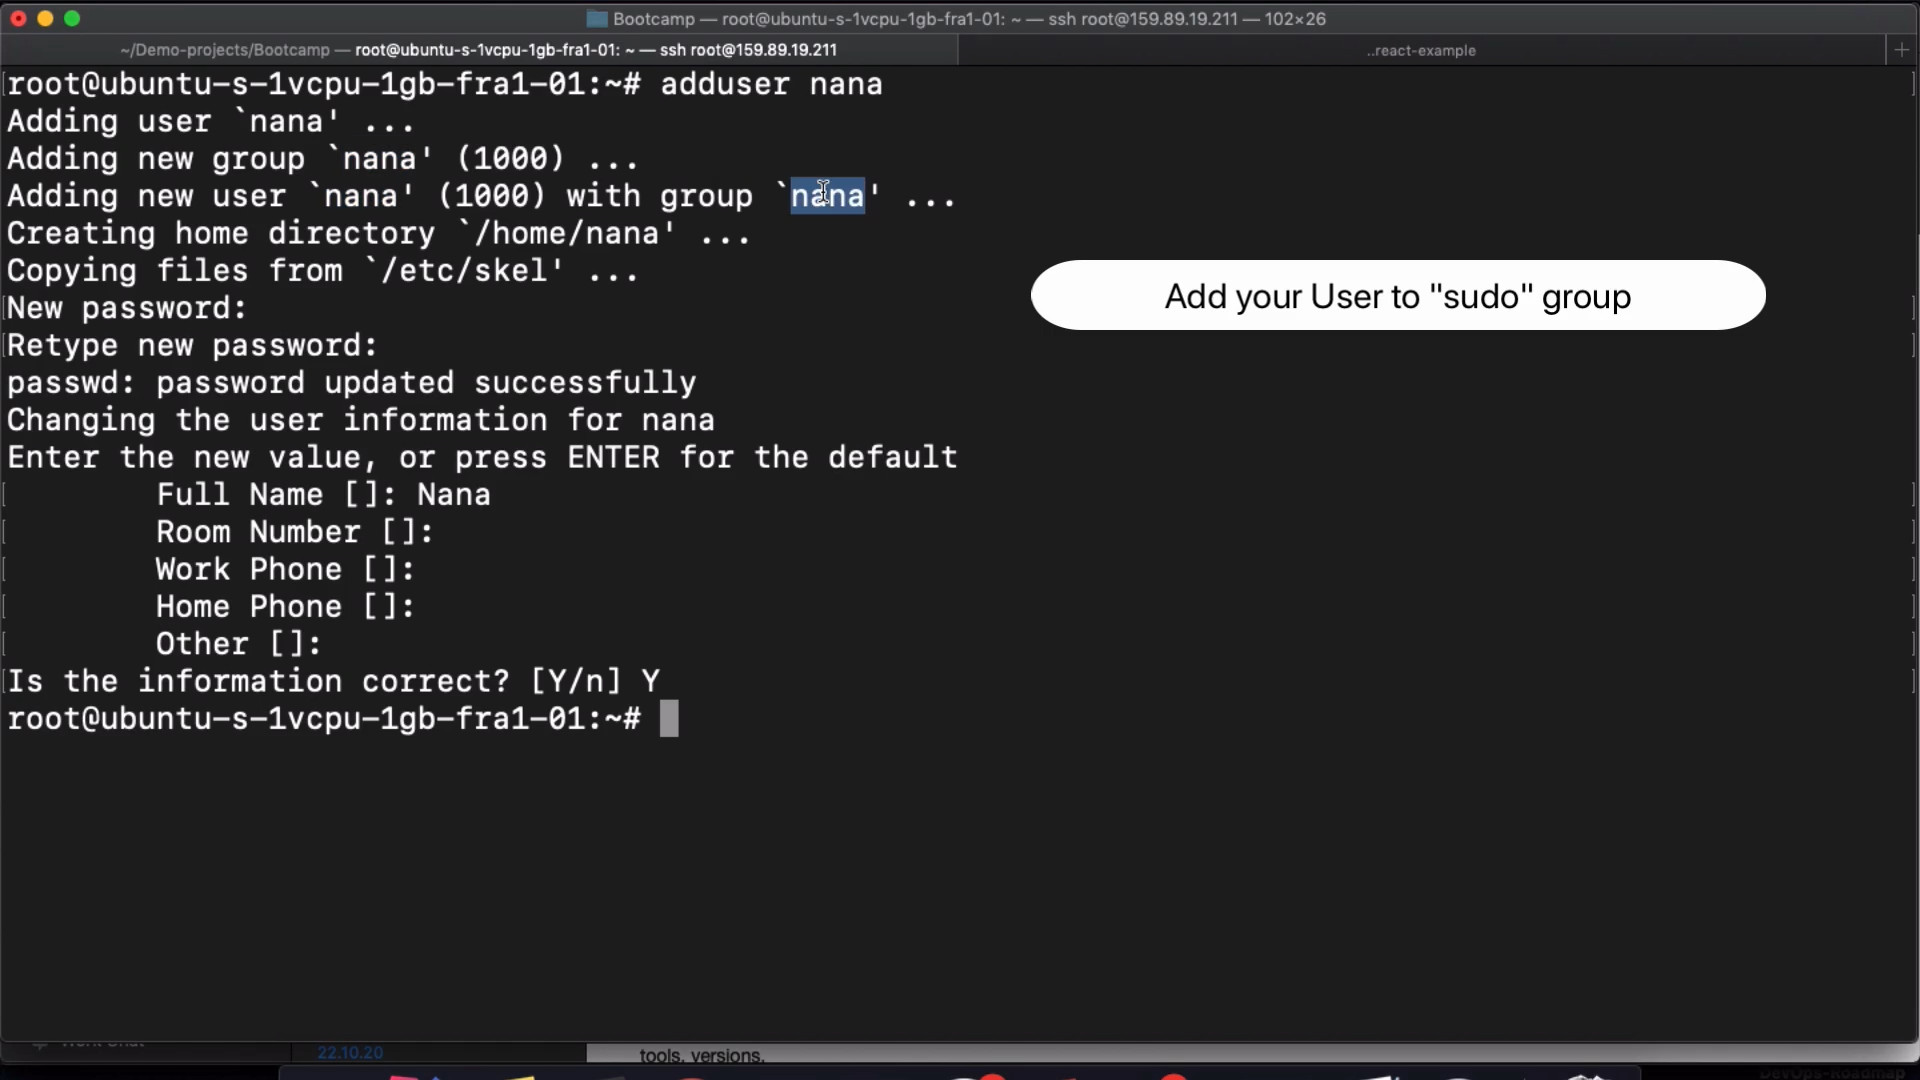 Bootcamp — root@ubuntu-s-1vcpu-1gb-fra1-01: ~ — ssh root@159.89.19.211 — 102×26
~/Demo-projects/Bootcamp — root@ubuntu-s-1vcpu-1gb-fra1-01: ~ — ssh root@159.89.19.211
..react-example
root@ubuntu-s-1vcpu-1gb-fra1-01:~# adduser nana
Adding user `nana' ...
Adding new group `nana' (1000) ...
Adding new user `nana' (1000) with group `nana' ...
Creating home directory `/home/nana' ...
Copying files from `/etc/skel' ...
New password:
Retype new password:
passwd: password updated successfully
Changing the user information for nana
Enter the new value, or press ENTER for the default
Full Name []: Nana
Room Number []:
Work Phone []:
Home Phone []:
Other []:
Is the information correct? [Y/n] Y
root@ubuntu-s-1vcpu-1gb-fra1-01:~#
Add your User to "sudo" group
22.10.20
tools, versions,
DevOps-Roadmap